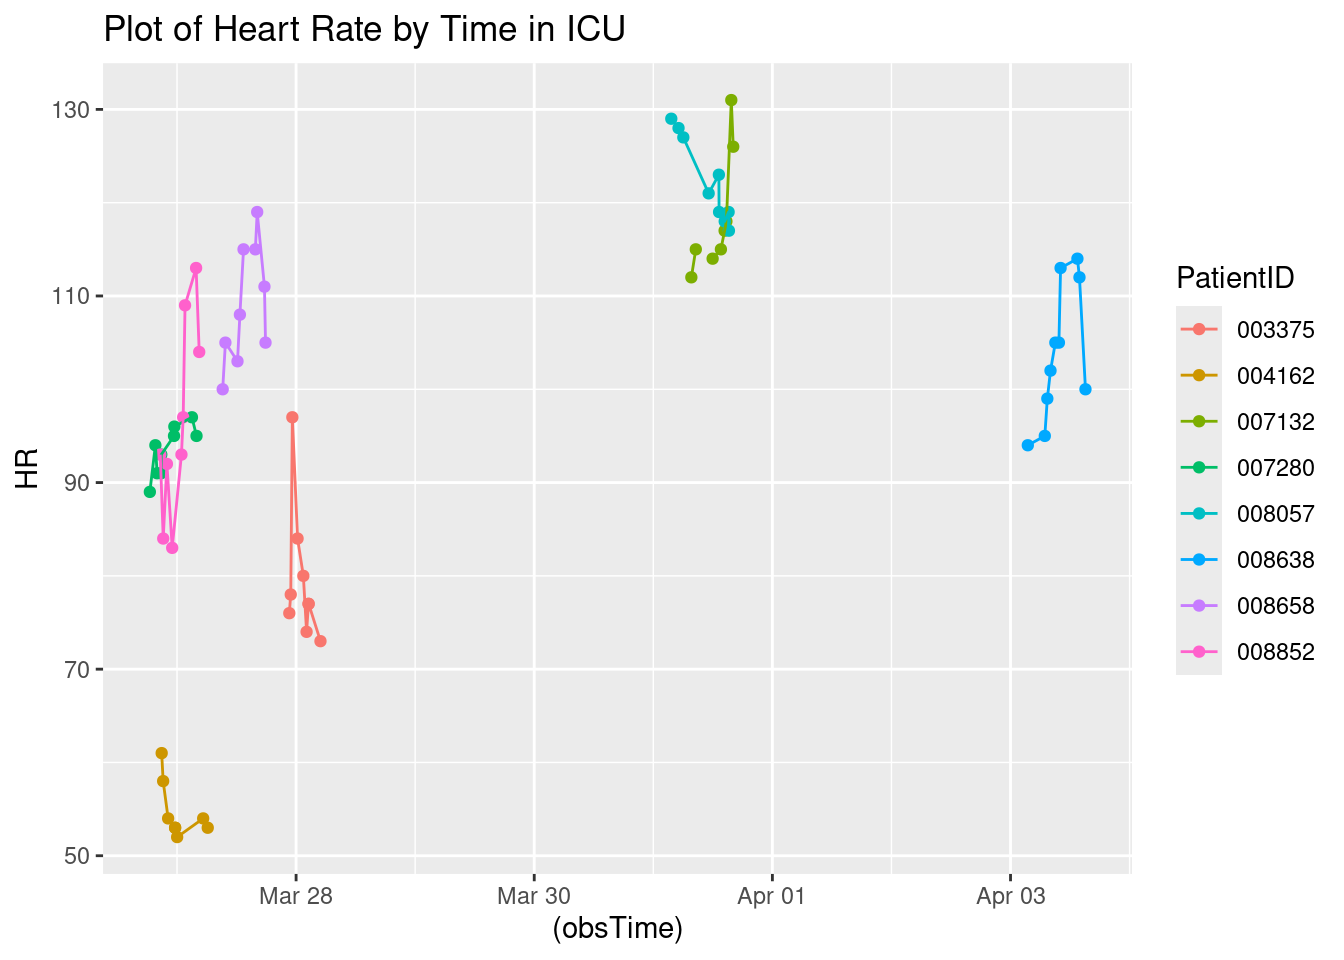 Plot of Heart Rate by Time in ICU
130
110
90
70
50
HR
Mar 28
Mar 30
Apr 01
Apr 03
(obsTime)
PatientID
003375
004162
007132
007280
008057
008638
008658
008852